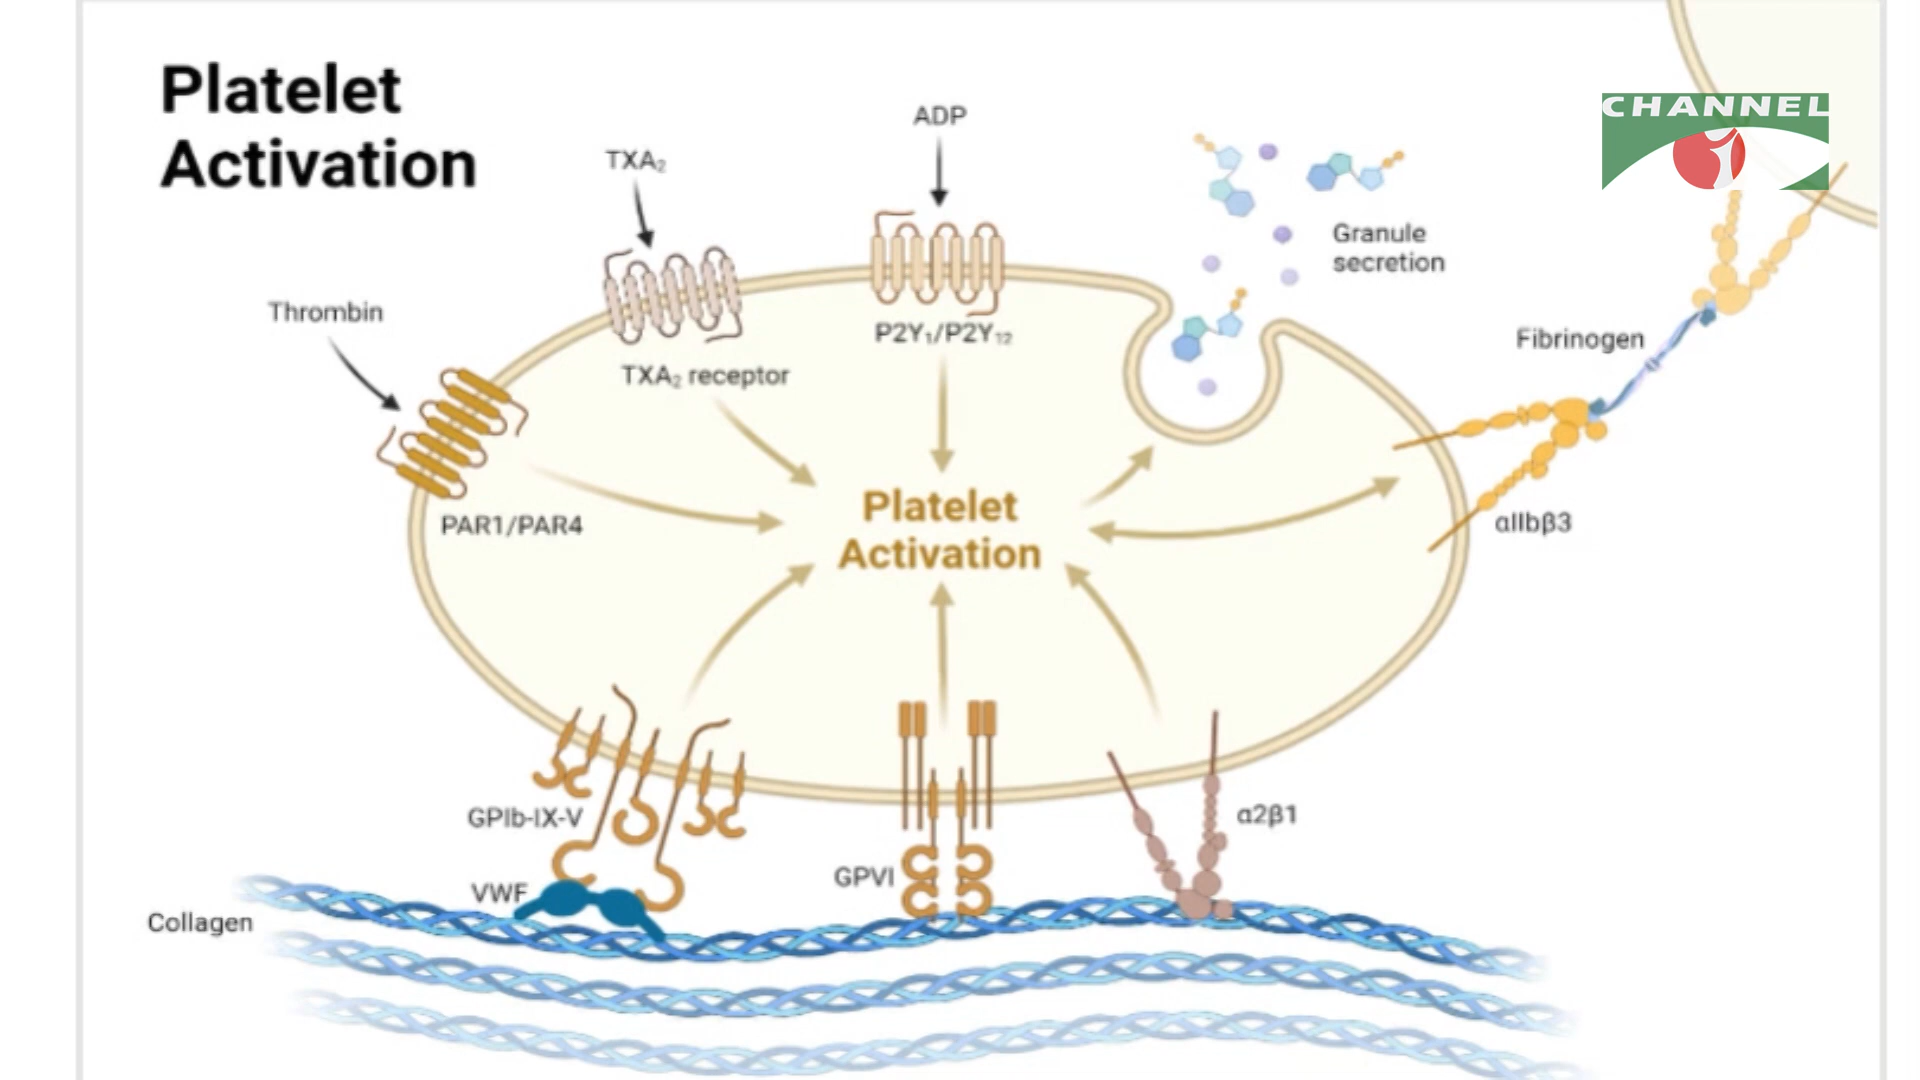 Platelet
Activation
CHANNEL
ADP
TXA₂
Granule
secretion
Thrombin
P2Y₁/P2Y₁₂
Fibrinogen
TXA₂ receptor
Platelet
Activation
PAR1/PAR4
αIIbβ3
GPIb-IX-V
α2β1
GPVI
VWF
Collagen